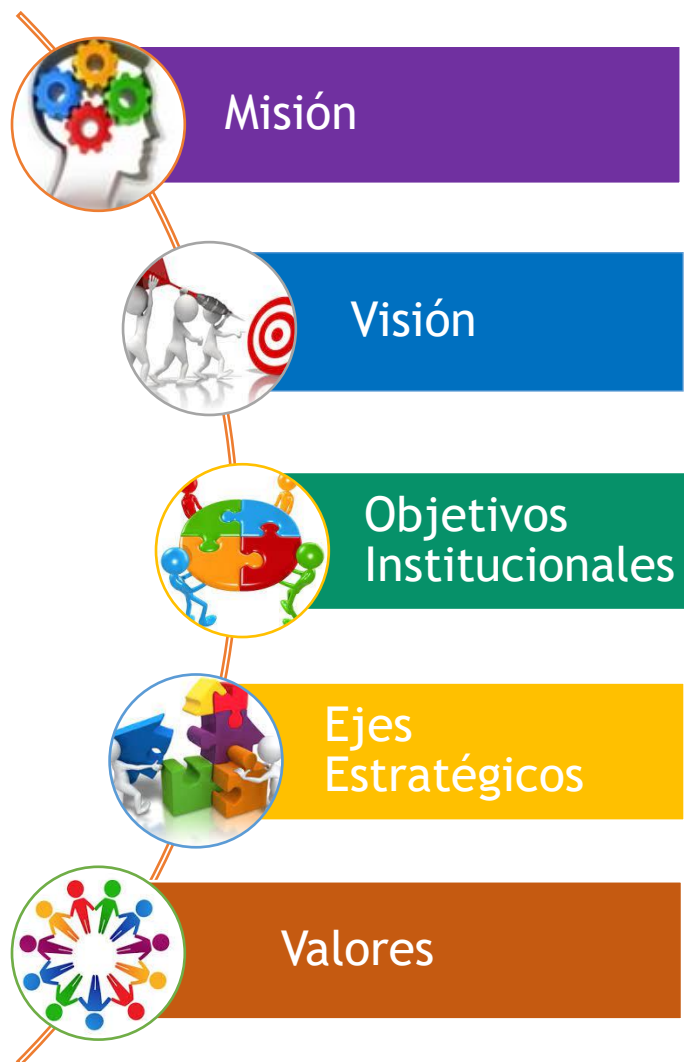 Misión
Visión
Objetivos
Institucionales
Ejes
Estratégicos
Valores